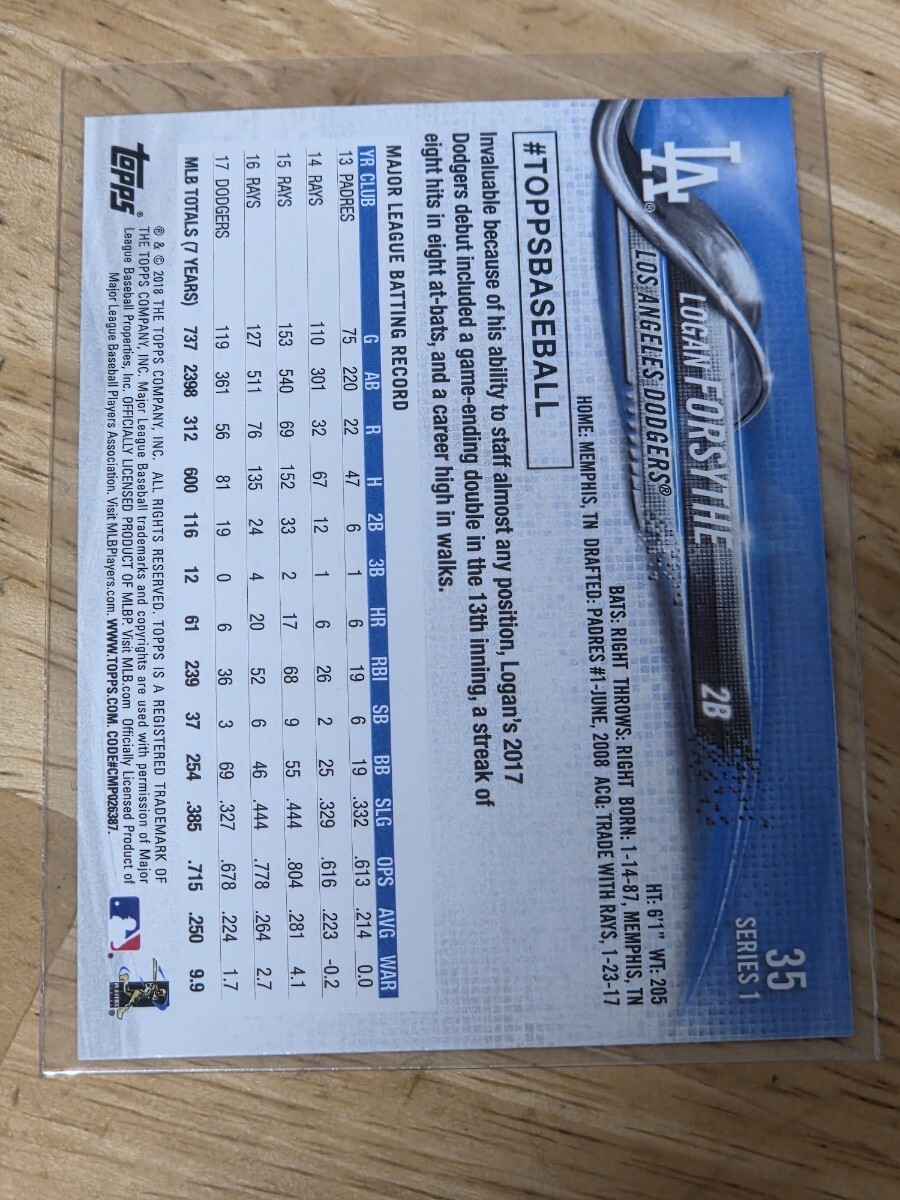 35
SERIES 1
LA®
LOGAN FORSYTHE 2B
LOS ANGELES DODGERS®
HT: 6'1" WT: 205
BATS: RIGHT THROWS: RIGHT BORN: 1-14-87, MEMPHIS, TN
HOME: MEMPHIS, TN DRAFTED: PADRES #1-JUNE, 2008 ACQ: TRADE WITH RAYS, 1-23-17
#TOPPSBASEBALL
Invaluable because of his ability to staff almost any position, Logan's 2017
Dodgers debut included a game-ending double in the 13th inning, a streak of
eight hits in eight at-bats, and a career high in walks.
MAJOR LEAGUE BATTING RECORD
YR CLUB G AB R H 2B 3B HR RBI SB BB SLG OPS AVG WAR
13 PADRES 75 220 22 47 6 1 6 19 6 19 .332 .613 .214 0.0
14 RAYS 110 301 32 67 12 1 6 26 2 25 .329 .616 .223 -0.2
15 RAYS 153 540 69 152 33 2 17 68 9 55 .444 .804 .281 4.1
16 RAYS 127 511 76 135 24 4 20 52 6 46 .444 .778 .264 2.7
17 DODGERS 119 361 56 81 19 0 6 36 3 69 .327 .678 .224 1.7
MLB TOTALS (7 YEARS) 737 2398 312 600 116 12 61 239 37 254 .385 .715 .250 9.9
topps®
® & © 2018 THE TOPPS COMPANY, INC. ALL RIGHTS RESERVED. TOPPS IS A REGISTERED TRADEMARK OF
THE TOPPS COMPANY, INC. Major League Baseball trademarks and copyrights are used with permission of Major
League Baseball Properties, Inc. OFFICIALLY LICENSED PRODUCT OF MLBP. Visit MLB.com Officially Licensed Product of
Major League Baseball Players Association. Visit MLBPlayers.com. WWW.TOPPS.COM. CODE#CMP026387.
PLAYERS